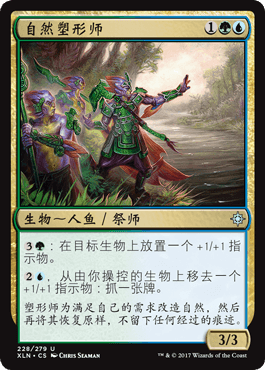 自然塑形师 1
生物～人鱼／祭师
3：在目标生物上放置一个 +1/+1 指
示物。
2，从由你操控的生物上移去一个
+1/+1 指示物：抓一张牌。
塑形师为满足自己的需求改造自然，然后
再将其恢复原样，不留下任何经过的痕迹。
3/3
228/279 U
XLN • CS CHRIS SEAMAN
™ & © 2017 Wizards of the Coast